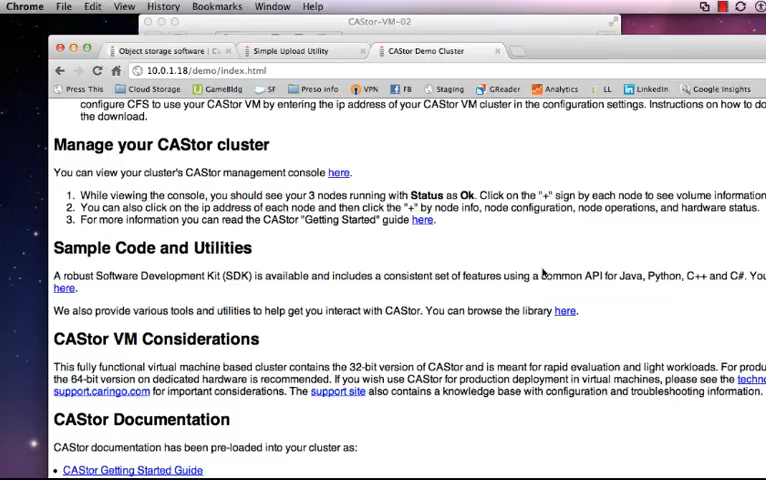 Chrome File Edit View History Bookmarks Window Help
CAStor-VM-02
Object storage software | C Simple Upload Utility CAStor Demo Cluster
10.0.1.18/demo/index.html
Press This Cloud Storage GameBldg SF Preso info VPN FB Staging GReader Analytics LL LinkedIn Google Insights
configure CFS to use your CAStor VM by entering the ip address of your CAStor VM cluster in the configuration settings. Instructions on how to do
the download.
Manage your CAStor cluster
You can view your cluster's CAStor management console here.
1. While viewing the console, you should see your 3 nodes running with Status as Ok. Click on the "+" sign by each node to see volume information
2. You can also click on the ip address of each node and then click the "+" by node info, node configuration, node operations, and hardware status.
3. For more information you can read the CAStor "Getting Started" guide here.
Sample Code and Utilities
A robust Software Development Kit (SDK) is available and includes a consistent set of features using a common API for Java, Python, C++ and C#. You
here.
We also provide various tools and utilities to help get you interact with CAStor. You can browse the library here.
CAStor VM Considerations
This fully functional virtual machine based cluster contains the 32-bit version of CAStor and is meant for rapid evaluation and light workloads. For produ
the 64-bit version on dedicated hardware is recommended. If you wish use CAStor for production deployment in virtual machines, please see the techn
support.caringo.com for important considerations. The support site also contains a knowledge base with configuration and troubleshooting information.
CAStor Documentation
CAStor documentation has been pre-loaded into your cluster as:
• CAStor Getting Started Guide